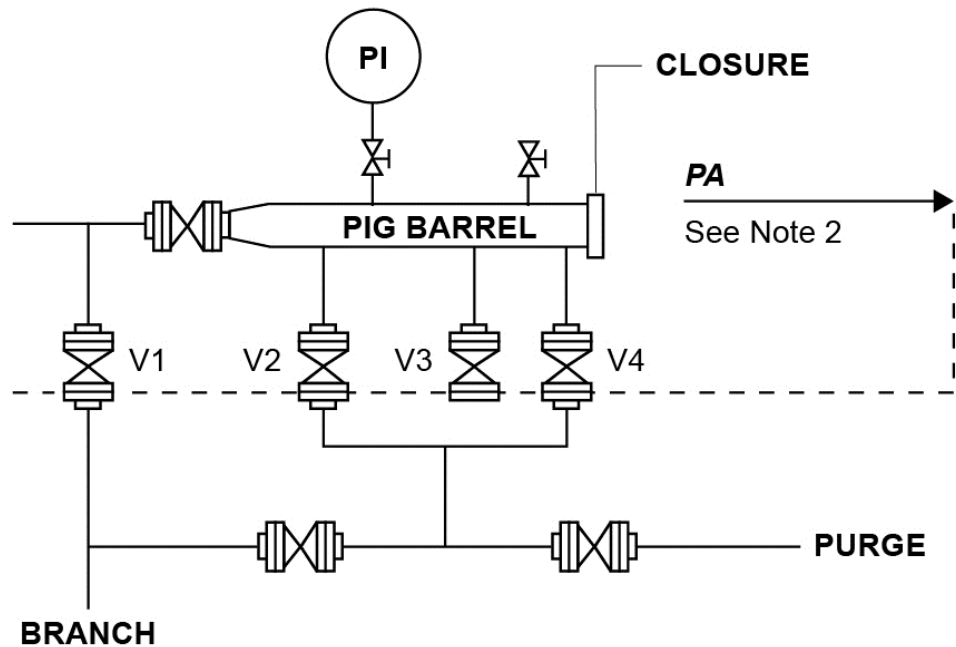 PI
CLOSURE
PA
PIG BARREL
See Note 2
V1
V2
V3
V4
PURGE
BRANCH